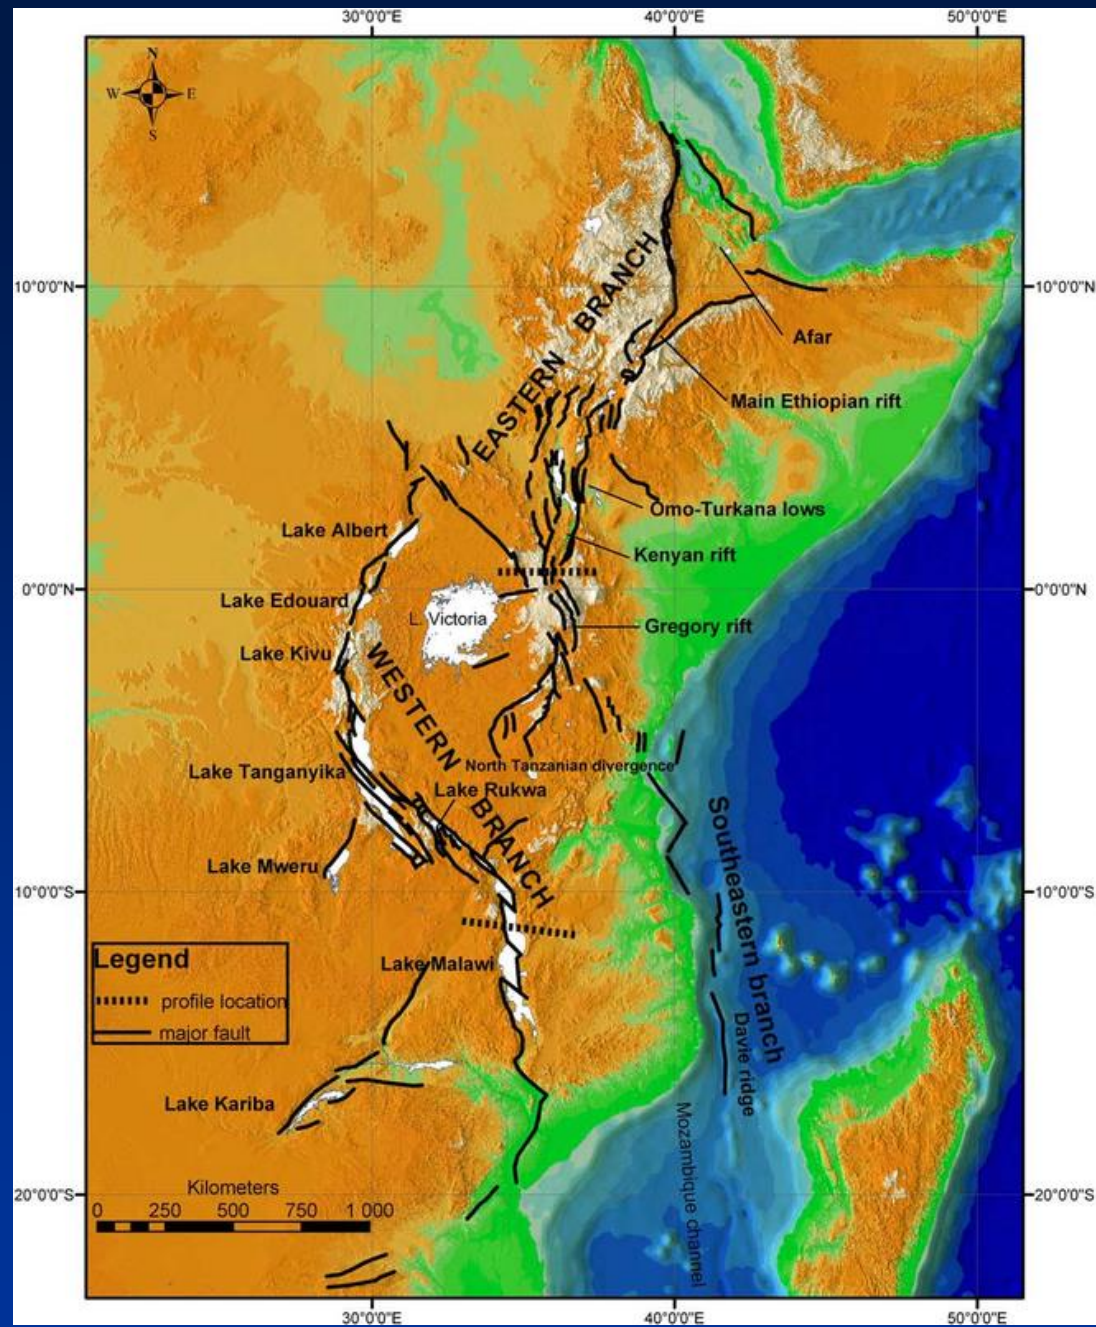 30°0'0"E
40°0'0"E
50°0'0"E
N
W
E
S
10°0'0"N
10°0'0"N
EASTERN BRANCH
Afar
Main Ethiopian rift
Omo-Turkana lows
Lake Albert
Kenyan rift
0°0'0"N
0°0'0"N
Lake Edouard
L. Victoria
Gregory rift
Lake Kivu
WESTERN BRANCH
North Tanzanian divergence
Lake Tanganyika
Lake Rukwa
Southeastern branch
Lake Mweru
10°0'0"S
10°0'0"S
Legend
profile location
major fault
Lake Malawi
Davie ridge
Lake Kariba
Mozambique channel
20°0'0"S
20°0'0"S
Kilometers
0 125 250 500 750 1 000
30°0'0"E
40°0'0"E
50°0'0"E